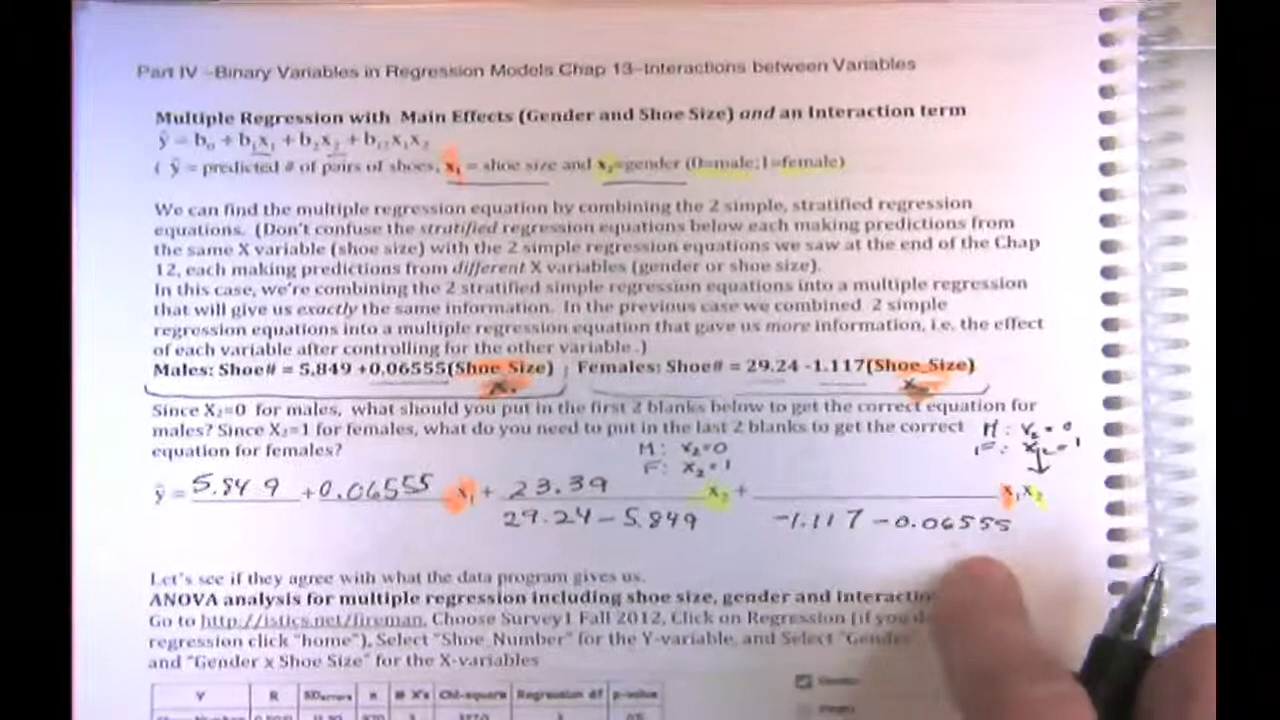 Part IV –Binary Variables in Regression Models Chap 13–Interactions between Variables
Multiple Regression with Main Effects (Gender and Shoe Size) and an Interaction term
ŷ = b₀ + b₁x₁ + b₂x₂ + b₁₂x₁x₂
( ŷ = predicted # of pairs of shoes, x₁ = shoe size and x₂=gender (0=male; 1=female)
We can find the multiple regression equation by combining the 2 simple, stratified regression
equations. (Don't confuse the stratified regression equations below each making predictions from
the same X variable (shoe size) with the 2 simple regression equations we saw at the end of the Chap
12, each making predictions from different X variables (gender or shoe size).
In this case, we're combining the 2 stratified simple regression equations into a multiple regression
that will give us exactly the same information. In the previous case we combined 2 simple
regression equations into a multiple regression equation that gave us more information, i.e. the effect
of each variable after controlling for the other variable.)
Males: Shoe# = 5.849 +0.06555(Shoe_Size) ; Females: Shoe# = 29.24 -1.117(Shoe_Size)
Since X₂=0 for males, what should you put in the first 2 blanks below to get the correct equation for
males? Since X₂=1 for females, what do you need to put in the last 2 blanks to get the correct
M: x₂ = 0
equation for females?
F: x₂ = 1
M: x₂=0
F: x₂=1
ŷ = 5.849 +0.06555 x₁ + 23.39 x₂ + x₁x₂
29.24 – 5.849 -1.117 – 0.06555
Let's see if they agree with what the data program gives us.
ANOVA analysis for multiple regression including shoe size, gender and
Go to http://istics.net/fireman, Choose Survey1 Fall 2012, Click on Regression (if you
regression click "home"), Select "Shoe_Number" for the Y-variable, and Select "Gender"
and "Gender x Shoe Size" for the X-variables
Y R SDerrors n # X's Chi-square Regression df p-value